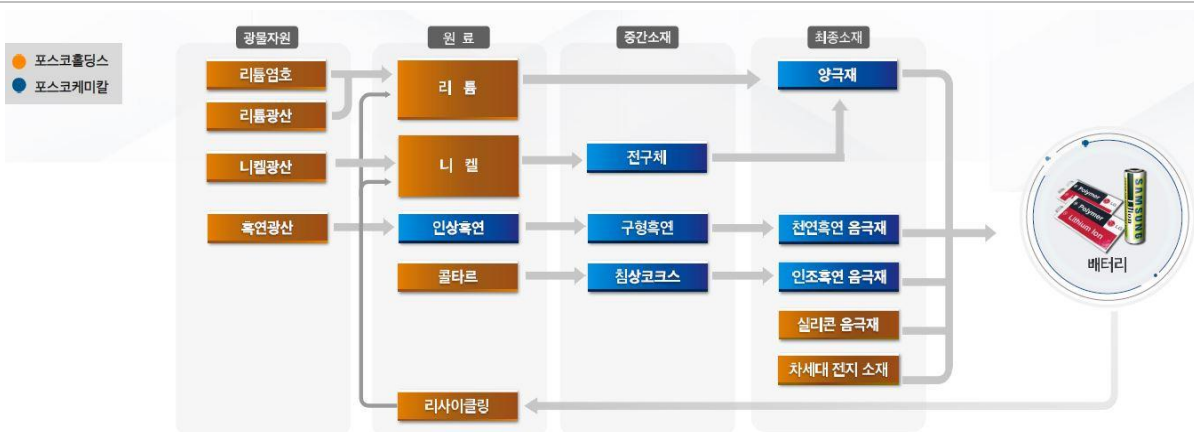 포스코홀딩스
포스코케미칼
광물자원
원 료
중간소재
최종소재
리튬염호
리튬광산
니켈광산
흑연광산
리 튬
니 켈
인상흑연
콜타르
리사이클링
전구체
구형흑연
침상코크스
양극재
천연흑연 음극재
인조흑연 음극재
실리콘 음극재
차세대 전지 소재
Polymer
Polymer
Lithium Ion
SAMSUNG
배터리